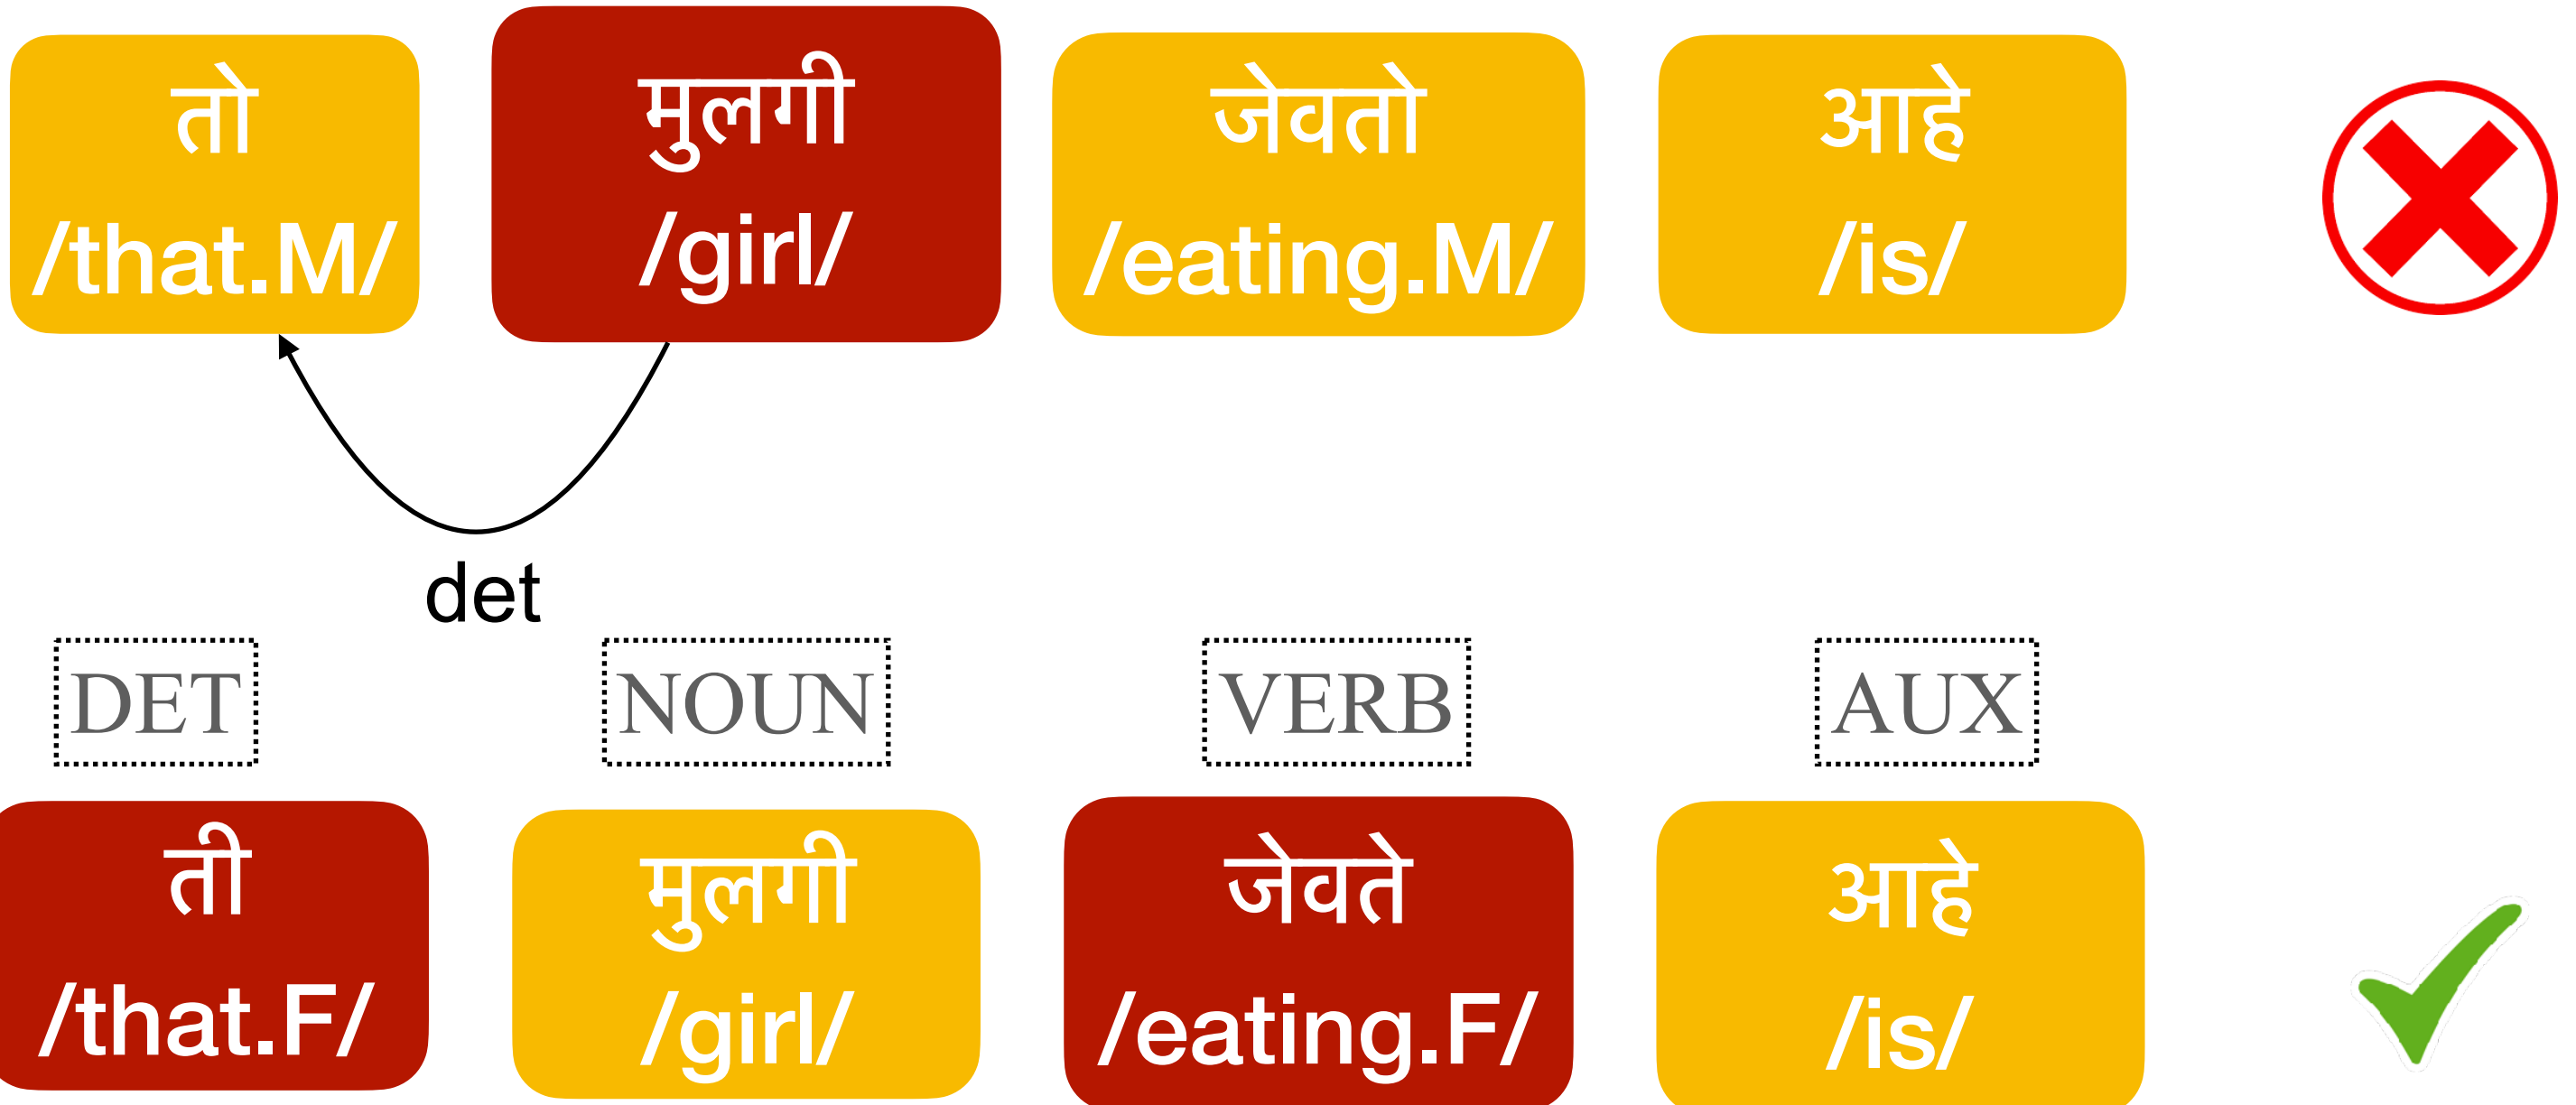 तो मुलगी जेवतो आहे
/that.M/ /girl/ /eating.M/ /is/
det
DET NOUN VERB AUX
ती मुलगी जेवते आहे
/that.F/ /girl/ /eating.F/ /is/